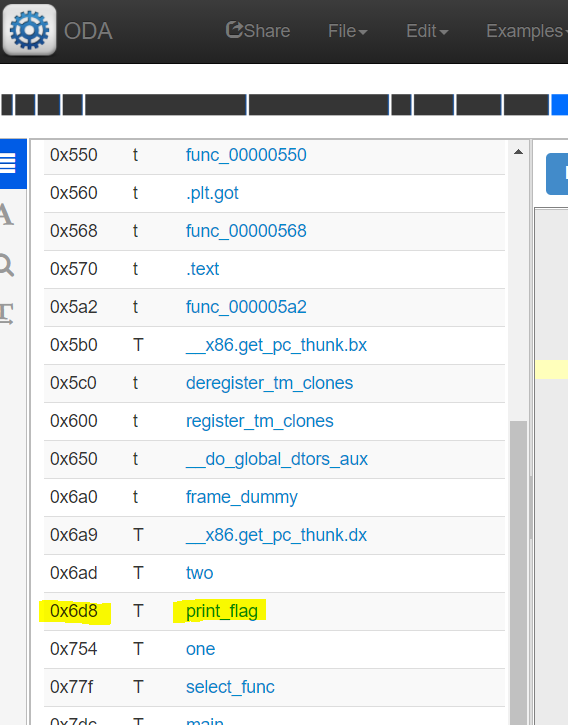 ODA Share File Edit Examples
0x550 t func_00000550
0x560 t .plt.got
0x568 t func_00000568
0x570 t .text
0x5a2 t func_000005a2
0x5b0 T __x86.get_pc_thunk.bx
0x5c0 t deregister_tm_clones
0x600 t register_tm_clones
0x650 t __do_global_dtors_aux
0x6a0 t frame_dummy
0x6a9 T __x86.get_pc_thunk.dx
0x6ad T two
0x6d8 T print_flag
0x754 T one
0x77f T select_func
0x7dc T main